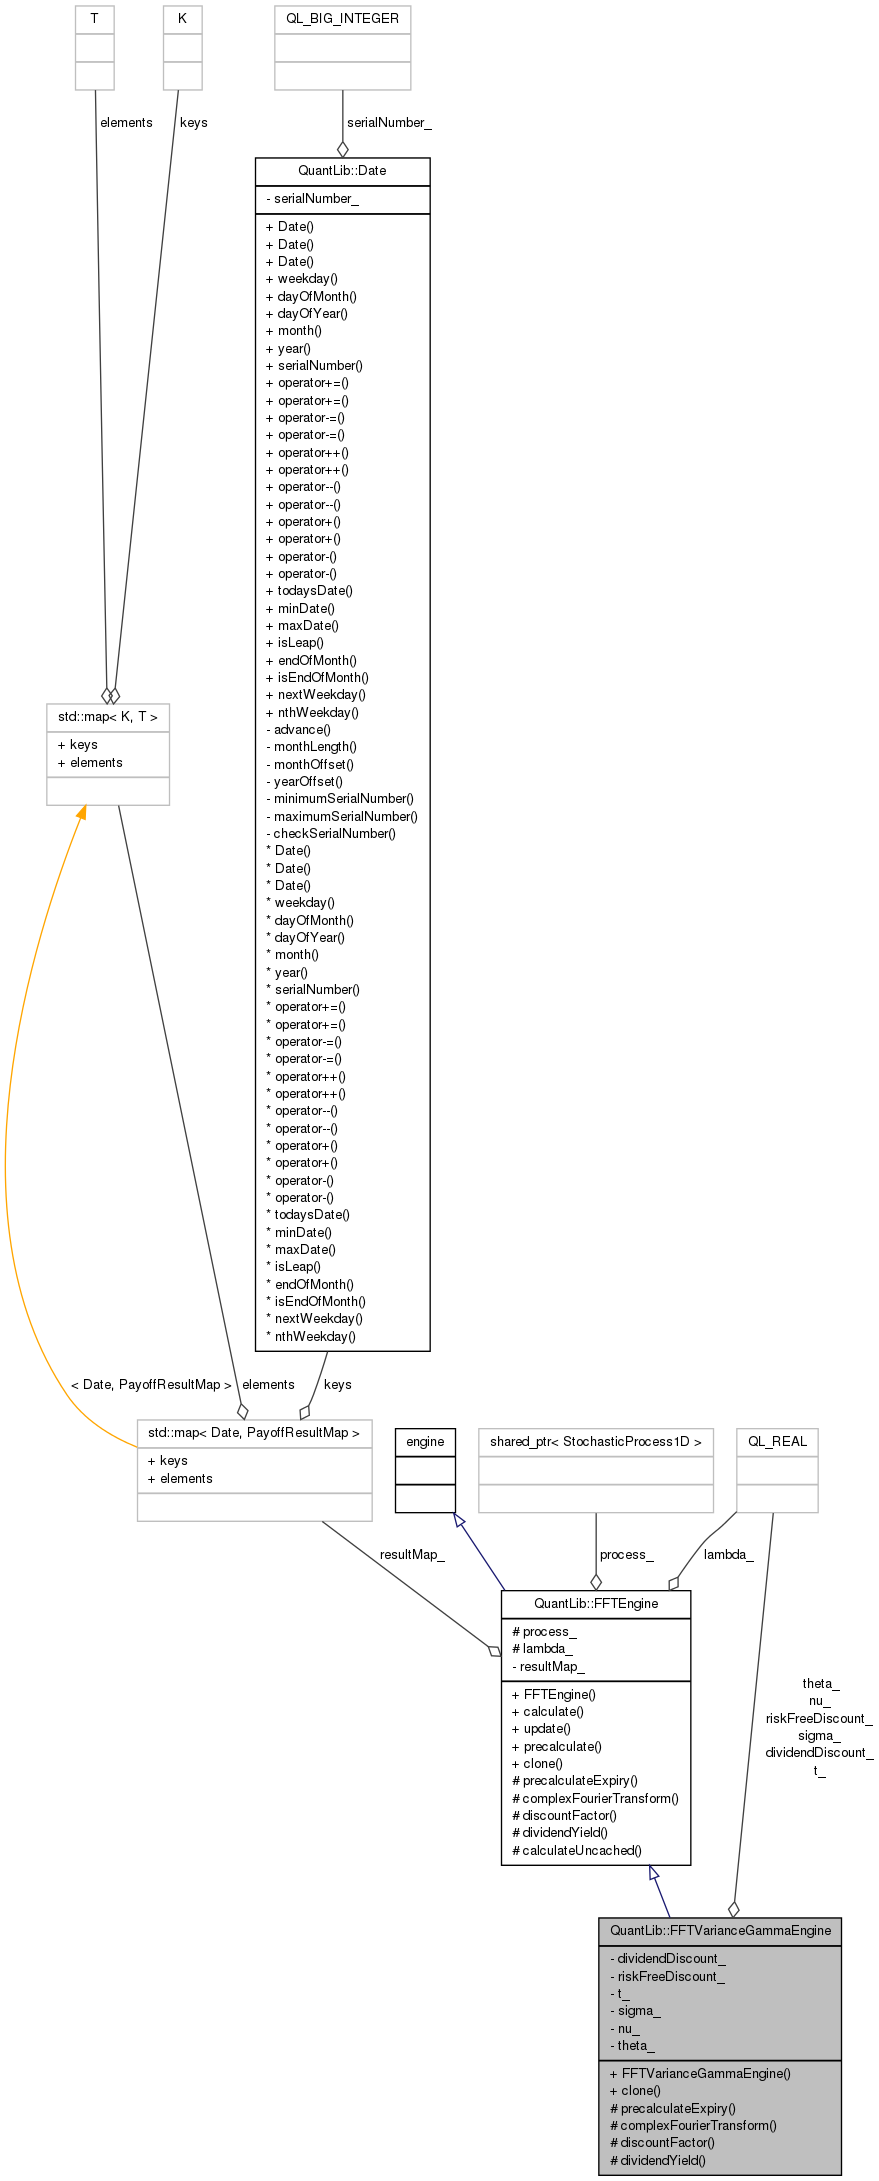 T
K
QL_BIG_INTEGER
elements
keys
serialNumber_
QuantLib::Date
- serialNumber_
+ Date()
+ Date()
+ Date()
+ weekday()
+ dayOfMonth()
+ dayOfYear()
+ month()
+ year()
+ serialNumber()
+ operator+=()
+ operator+=()
+ operator-=()
+ operator-=()
+ operator++()
+ operator++()
+ operator--()
+ operator--()
+ operator+()
+ operator+()
+ operator-()
+ operator-()
+ todaysDate()
+ minDate()
+ maxDate()
+ isLeap()
+ endOfMonth()
+ isEndOfMonth()
+ nextWeekday()
+ nthWeekday()
- advance()
- monthLength()
- monthOffset()
- yearOffset()
- minimumSerialNumber()
- maximumSerialNumber()
- checkSerialNumber()
* Date()
* Date()
* Date()
* weekday()
* dayOfMonth()
* dayOfYear()
* month()
* year()
* serialNumber()
* operator+=()
* operator+=()
* operator-=()
* operator-=()
* operator++()
* operator++()
* operator--()
* operator--()
* operator+()
* operator+()
* operator-()
* operator-()
* todaysDate()
* minDate()
* maxDate()
* isLeap()
* endOfMonth()
* isEndOfMonth()
* nextWeekday()
* nthWeekday()
std::map< K, T >
+ keys
+ elements
< Date, PayoffResultMap >
elements
keys
std::map< Date, PayoffResultMap >
+ keys
+ elements
engine
shared_ptr< StochasticProcess1D >
QL_REAL
resultMap_
process_
lambda_
QuantLib::FFTEngine
# process_
# lambda_
- resultMap_
+ FFTEngine()
+ calculate()
+ update()
+ precalculate()
+ clone()
# precalculateExpiry()
# complexFourierTransform()
# discountFactor()
# dividendYield()
# calculateUncached()
theta_
nu_
riskFreeDiscount_
sigma_
dividendDiscount_
t_
QuantLib::FFTVarianceGammaEngine
- dividendDiscount_
- riskFreeDiscount_
- t_
- sigma_
- nu_
- theta_
+ FFTVarianceGammaEngine()
+ clone()
# precalculateExpiry()
# complexFourierTransform()
# discountFactor()
# dividendYield()